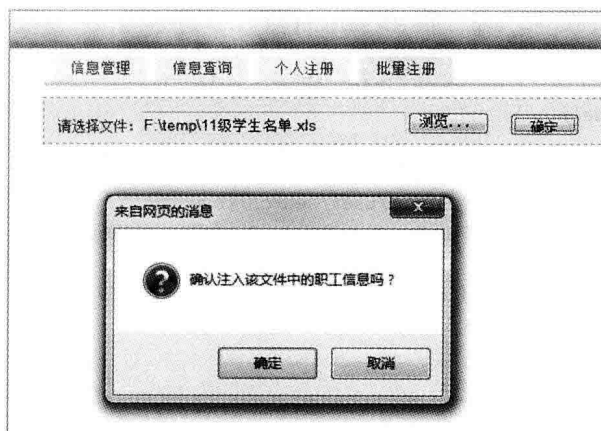 信息管理 信息查询 个人注册 批量注册
请选择文件: F:\temp\11级学生名单.xls 浏览... 确定
来自网页的消息
确认注入该文件中的职工信息吗？
确定 取消